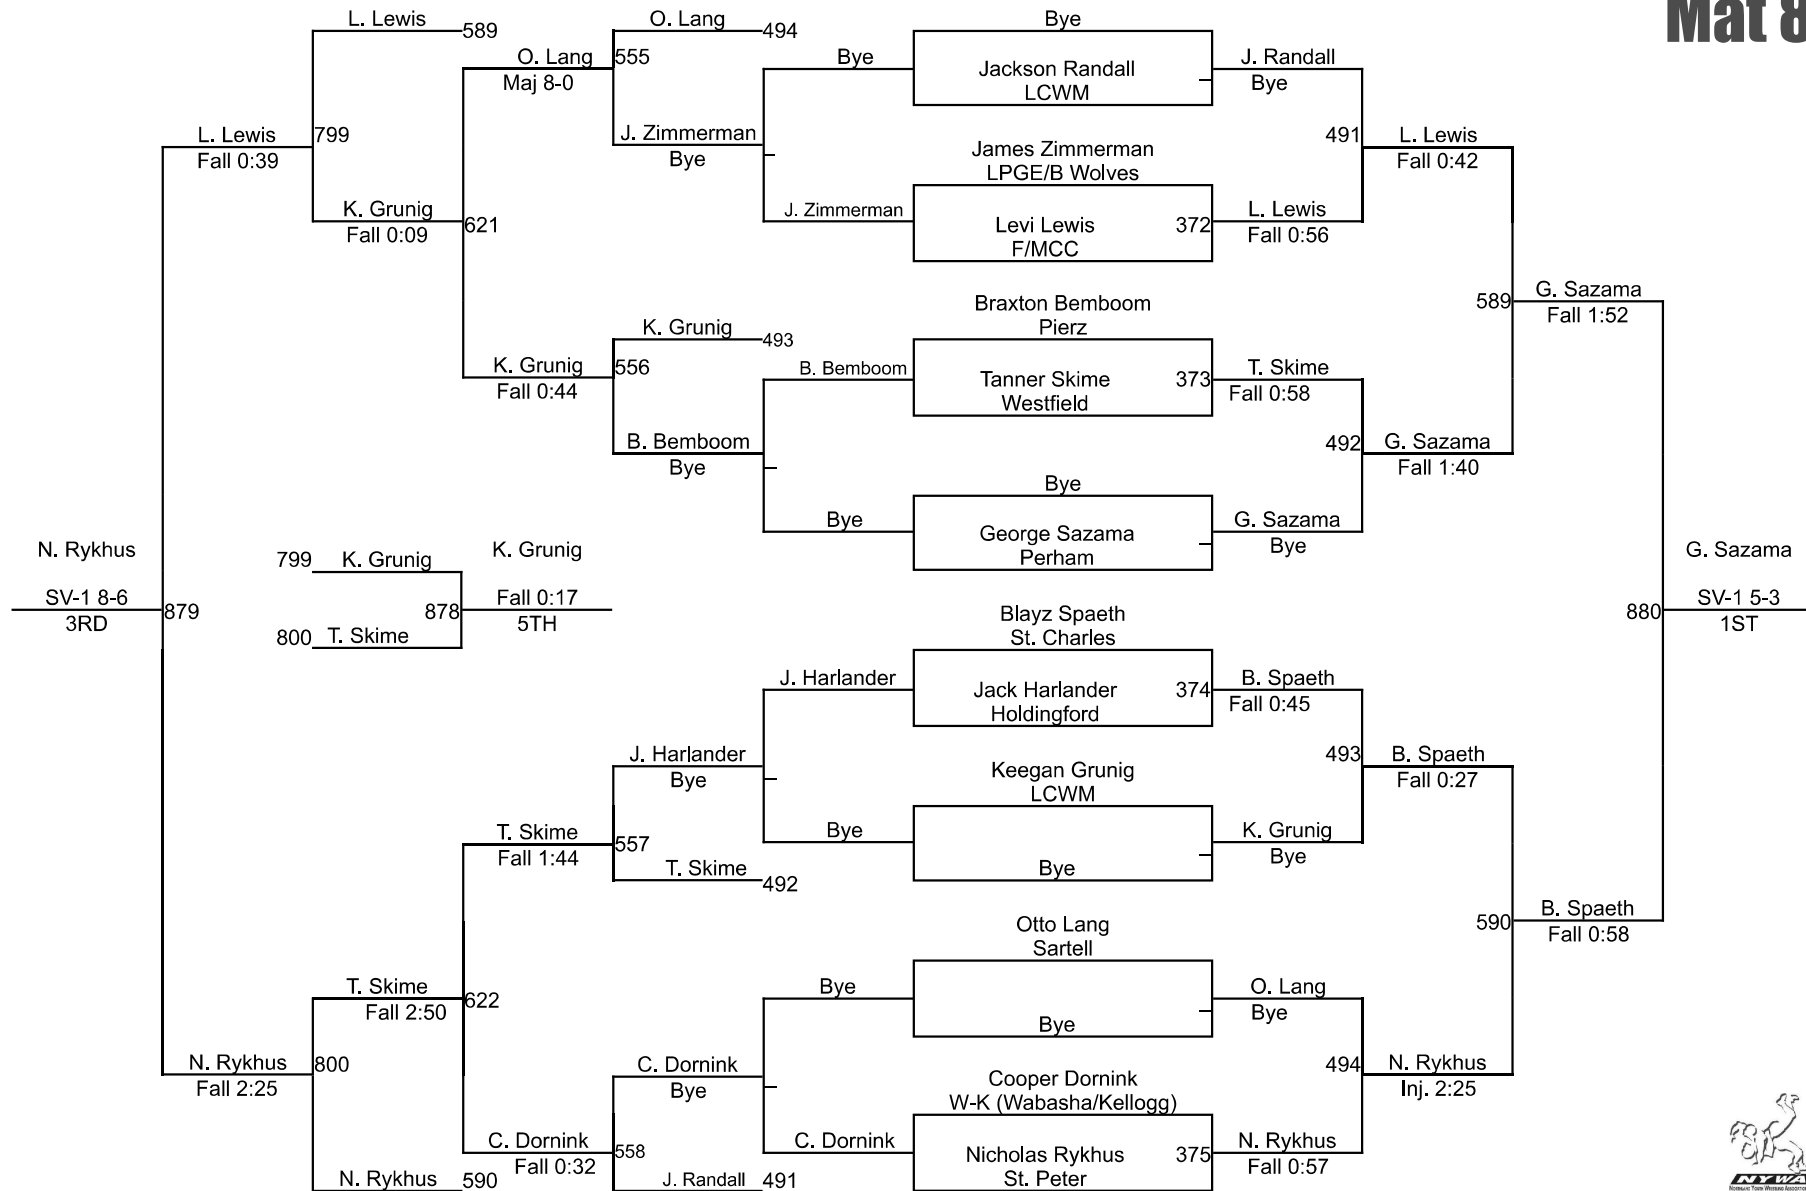 Mat 8
L. Lewis
589
O. Lang
494
Bye
O. Lang
555
Maj 8-0
Bye
Jackson Randall
LCWM
J. Randall
Bye
L. Lewis
799
Fall 0:39
J. Zimmerman
Bye
James Zimmerman
LPGE/B Wolves
491
L. Lewis
Fall 0:42
K. Grunig
621
Fall 0:09
J. Zimmerman
Levi Lewis
F/MCC
372
L. Lewis
Fall 0:56
Braxton Bemboom
Pierz
589
G. Sazama
Fall 1:52
K. Grunig
493
K. Grunig
556
Fall 0:44
B. Bemboom
Tanner Skime
Westfield
373
T. Skime
Fall 0:58
B. Bemboom
Bye
492
G. Sazama
Fall 1:40
Bye
Bye
George Sazama
Perham
G. Sazama
Bye
N. Rykhus
SV-1 8-6
3RD
879
799
K. Grunig
800
T. Skime
878
K. Grunig
Fall 0:17
5TH
G. Sazama
880
SV-1 5-3
1ST
Blayz Spaeth
St. Charles
J. Harlander
Jack Harlander
Holdingford
374
B. Spaeth
Fall 0:45
J. Harlander
Bye
Keegan Grunig
LCWM
493
B. Spaeth
Fall 0:27
T. Skime
557
Fall 1:44
Bye
Bye
K. Grunig
Bye
T. Skime
492
Otto Lang
Sartell
590
B. Spaeth
Fall 0:58
T. Skime
622
Fall 2:50
Bye
Bye
O. Lang
Bye
N. Rykhus
800
Fall 2:25
C. Dornink
Bye
Cooper Dornink
W-K (Wabasha/Kellogg)
494
N. Rykhus
Inj. 2:25
C. Dornink
558
Fall 0:32
C. Dornink
Nicholas Rykhus
St. Peter
375
N. Rykhus
Fall 0:57
N. Rykhus
590
J. Randall
491
NYWA